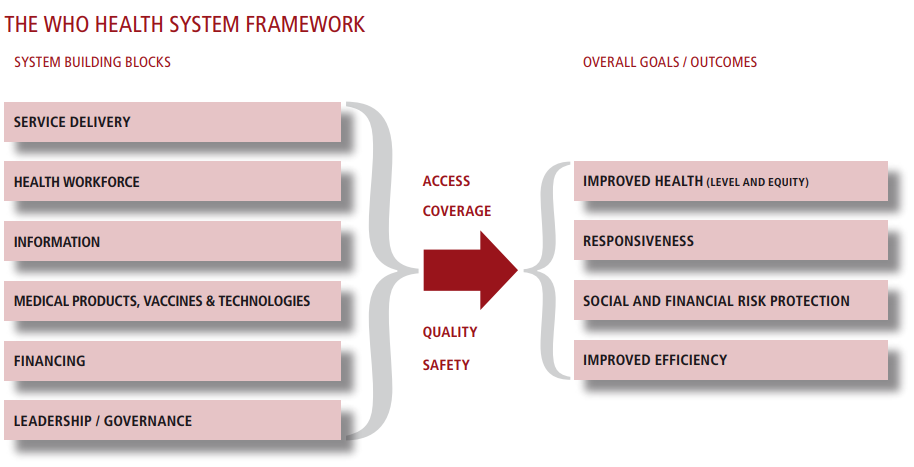 THE WHO HEALTH SYSTEM FRAMEWORK
SYSTEM BUILDING BLOCKS
OVERALL GOALS / OUTCOMES
SERVICE DELIVERY
HEALTH WORKFORCE
INFORMATION
MEDICAL PRODUCTS, VACCINES & TECHNOLOGIES
FINANCING
LEADERSHIP / GOVERNANCE
ACCESS
COVERAGE
QUALITY
SAFETY
IMPROVED HEALTH (LEVEL AND EQUITY)
RESPONSIVENESS
SOCIAL AND FINANCIAL RISK PROTECTION
IMPROVED EFFICIENCY